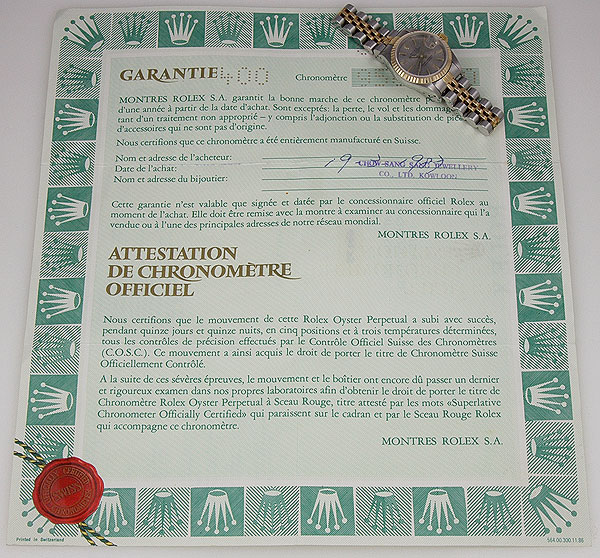 GARANTIE 400 Chronomètre
MONTRES ROLEX S.A. garantit la bonne marche de ce chronomètre
d'une année à partir de la date d'achat. Sont exceptés: la perte, le vol et les dommages
tant d'un traitement non approprié – y compris l'adjonction ou la substitution de
d'accessoires qui ne sont pas d'origine.
Nous certifions que ce chronomètre a été entièrement manufacturé en Suisse.
Nom et adresse de l'acheteur:
Date de l'achat: 19
Nom et adresse du bijoutier: JEWELLERY
CO., LTD. KOWLOON
Cette garantie n'est valable que signée et datée par le concessionnaire officiel Rolex au
moment de l'achat. Elle doit être remise avec la montre à examiner au concessionnaire qui l'a
vendue ou à l'une des principales adresses de notre réseau mondial.
MONTRES ROLEX S.A.
ATTESTATION
DE CHRONOMÈTRE
OFFICIEL
Nous certifions que le mouvement de cette Rolex Oyster Perpetual a subi avec succès,
pendant quinze jours et quinze nuits, en cinq positions et à trois températures déterminées,
tous les contrôles de précision effectués par le Contrôle Officiel Suisse des Chronomètres
(C.O.S.C.). Ce mouvement a ainsi acquis le droit de porter le titre de Chronomètre Suisse
Officiellement Contrôlé.
A la suite de ces sévères épreuves, le mouvement et le boîtier ont encore dû passer un dernier
et rigoureux examen dans nos propres laboratoires afin d'obtenir le droit de porter le titre de
Chronomètre Rolex Oyster Perpetual à Sceau Rouge, titre attesté par les mots «Superlative
Chronometer Officially Certified» qui paraissent sur le cadran et par le Sceau Rouge Rolex
qui accompagne ce chronomètre.
MONTRES ROLEX S.A.
Printed in Switzerland 564.00.300.11.86